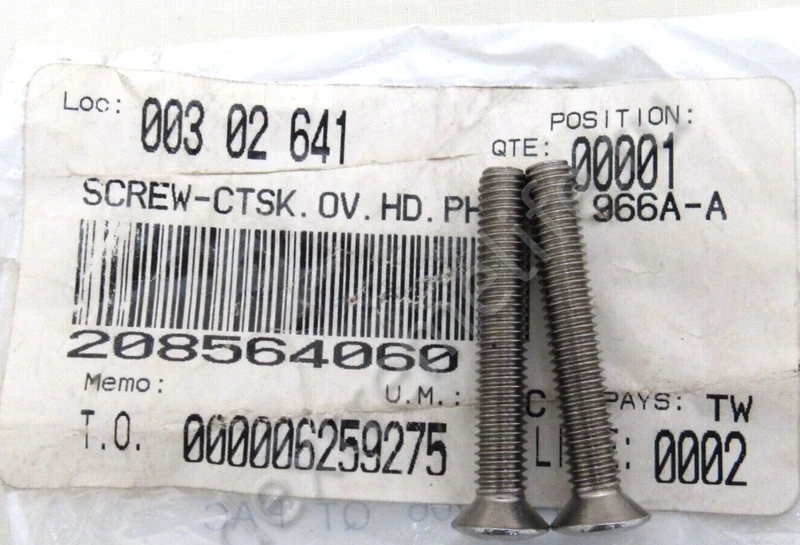 Loc: 003 02 641
POSITION:
QTE: 00001
SCREW-CTSK.OV.HD.PH 966A-A
208564060
Memo:
U.M.: C PAYS: TW
T.O. 000006259275 0002